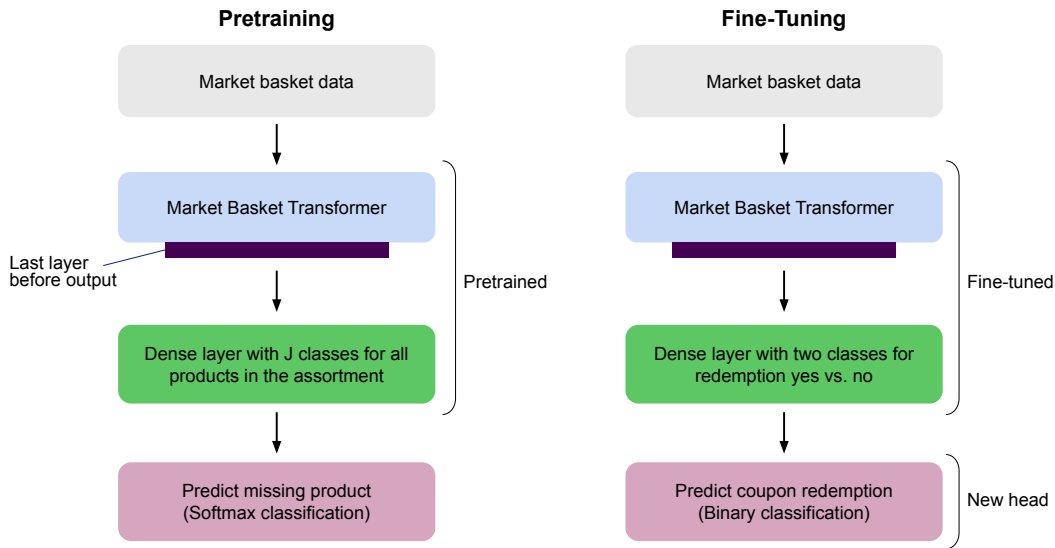 Pretraining
Market basket data
Market Basket Transformer
Last layer
before output
Pretrained
Dense layer with J classes for all
products in the assortment
Predict missing product
(Softmax classification)
Fine-Tuning
Market basket data
Market Basket Transformer
Fine-tuned
Dense layer with two classes for
redemption yes vs. no
Predict coupon redemption
(Binary classification)
New head